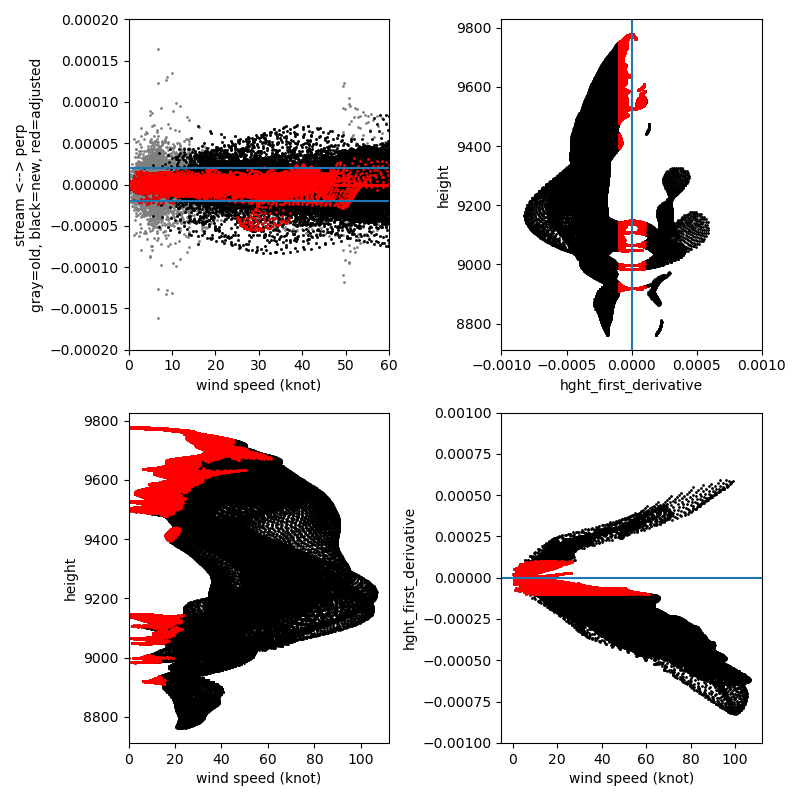 0.00020
0.00015
0.00010
0.00005
0.00000
−0.00005
−0.00010
−0.00015
−0.00020
stream <--> perp
gray=old, black=new, red=adjusted
0 10 20 30 40 50 60
wind speed (knot)
9800
9600
9400
9200
9000
8800
height
−0.0010 −0.0005 0.0000 0.0005 0.0010
hght_first_derivative
9800
9600
9400
9200
9000
8800
height
0 20 40 60 80 100
wind speed (knot)
0.00100
0.00075
0.00050
0.00025
0.00000
−0.00025
−0.00050
−0.00075
−0.00100
hght_first_derivative
0 20 40 60 80 100
wind speed (knot)